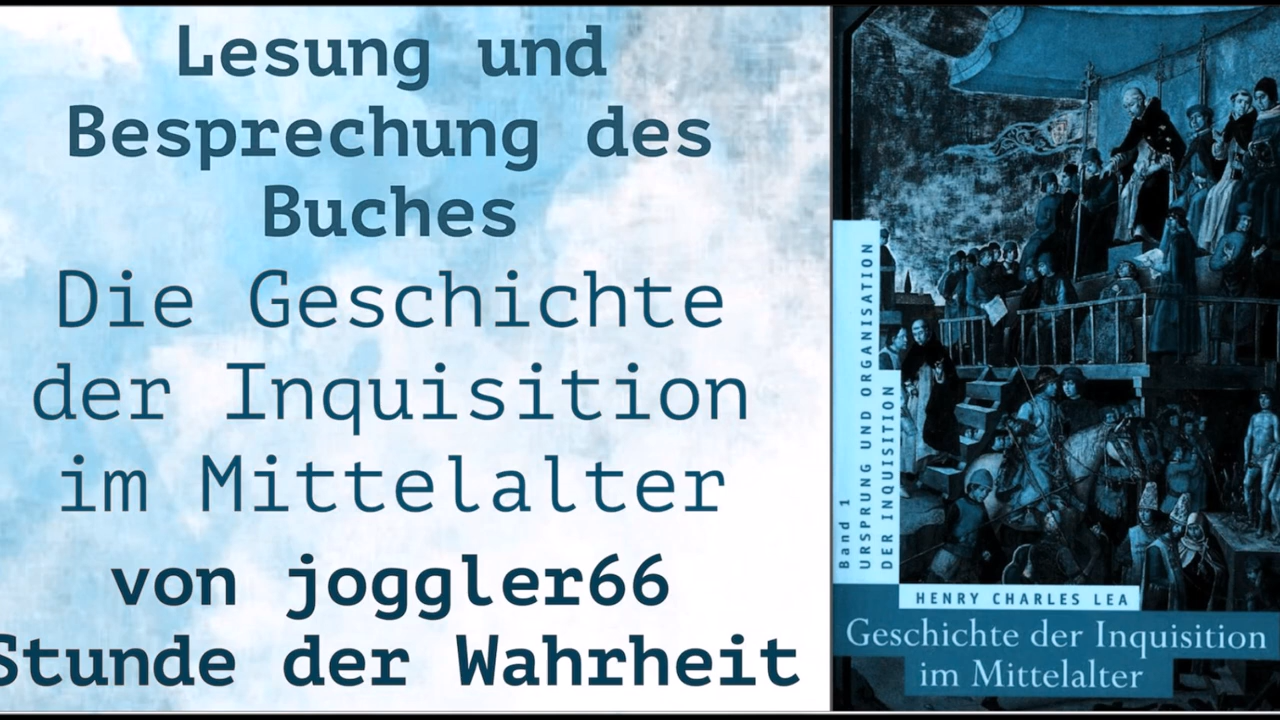 Lesung und
Besprechung des
Buches
Die Geschichte
der Inquisition
im Mittelalter
von joggler66
Stunde der Wahrheit
Band 1
URSPRUNG UND ORGANISATION
DER INQUISITION
HENRY CHARLES LEA
Geschichte der Inquisition
im Mittelalter